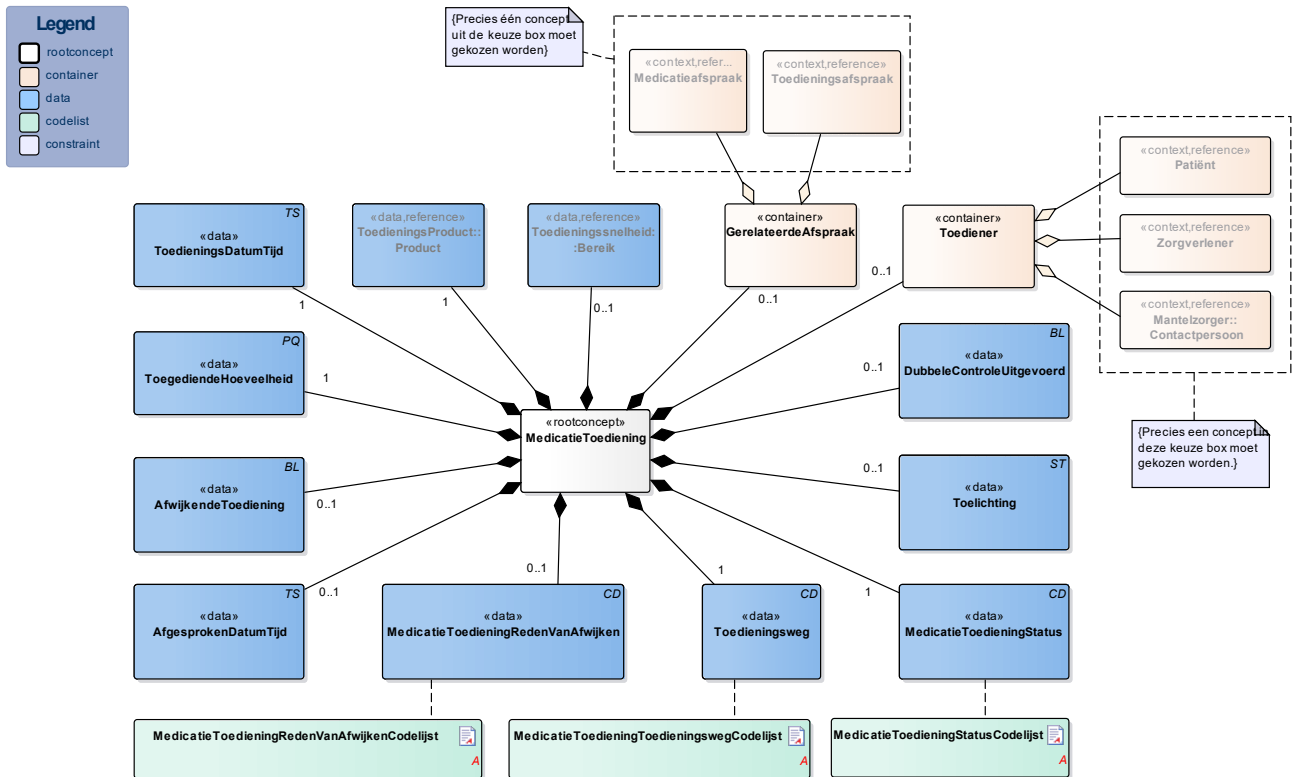 Legend
rootconcept
container
data
codelist
constraint
{Precies één concept
uit de keuze box moet
gekozen worden}
«context,refer...
Medicatieafspraak
«context,reference»
Toedieningsafspraak
«context,reference»
Patiënt
«context,reference»
Zorgverlener
«context,reference»
Mantelzorger::
Contactpersoon
TS
«data»
ToedieningsDatumTijd
«data,reference»
ToedieningsProduct::
Product
«data,reference»
Toedieningssnelheid:
:Bereik
«container»
GerelateerdeAfspraak
«container»
Toediener
1
1
0..1
0..1
0..1
PQ
«data»
ToegediendeHoeveelheid
1
BL
«data»
DubbeleControleUitgevoerd
0..1
«rootconcept»
MedicatieToediening
{Precies een concept in
deze keuze box moet
gekozen worden.}
BL
«data»
AfwijkendeToediening
0..1
ST
«data»
Toelichting
0..1
TS
«data»
AfgesprokenDatumTijd
0..1
CD
«data»
MedicatieToedieningRedenVanAfwijken
0..1
CD
«data»
Toedieningsweg
1
CD
«data»
MedicatieToedieningStatus
1
MedicatieToedieningRedenVanAfwijkenCodelijst
A
MedicatieToedieningToedieningswegCodelijst
A
MedicatieToedieningStatusCodelijst
A